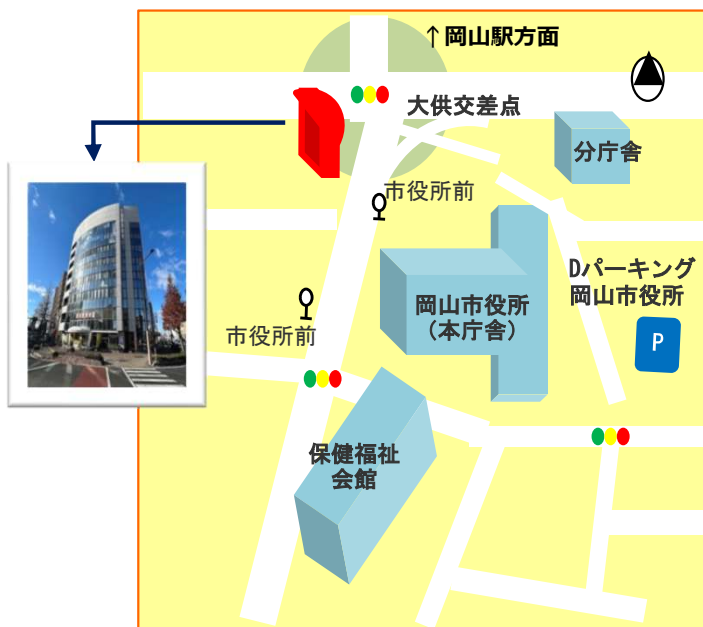 ↑岡山駅方面
大供交差点
分庁舎
市役所前
Dパーキング
岡山市役所
岡山市役所
（本庁舎）
P
市役所前
保健福祉
会館